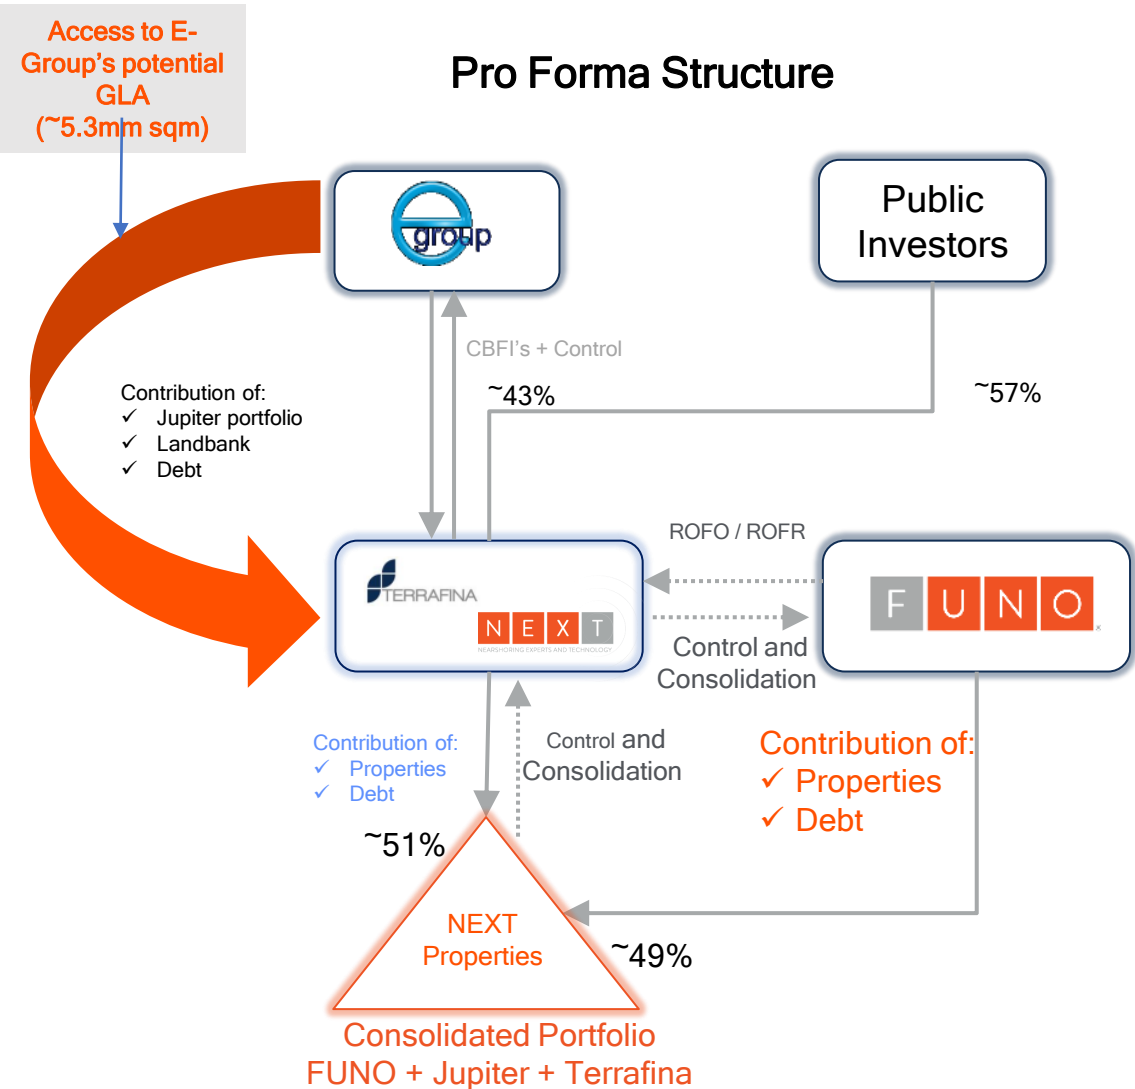 Access to E-
Group's potential
GLA
(~5.3mm sqm)
Pro Forma Structure
e
group
Public
Investors
CBFI's + Control
~43%
~57%
Contribution of:
✓ Jupiter portfolio
✓ Landbank
✓ Debt
ROFO / ROFR
TERRAFINA
NEXT
NEARSHORING EXPERTS AND TECHNOLOGY
FUNO
Control and
Consolidation
Contribution of:
✓ Properties
✓ Debt
Control and
Consolidation
Contribution of:
✓ Properties
✓ Debt
~51%
NEXT
Properties
~49%
Consolidated Portfolio
FUNO + Jupiter + Terrafina